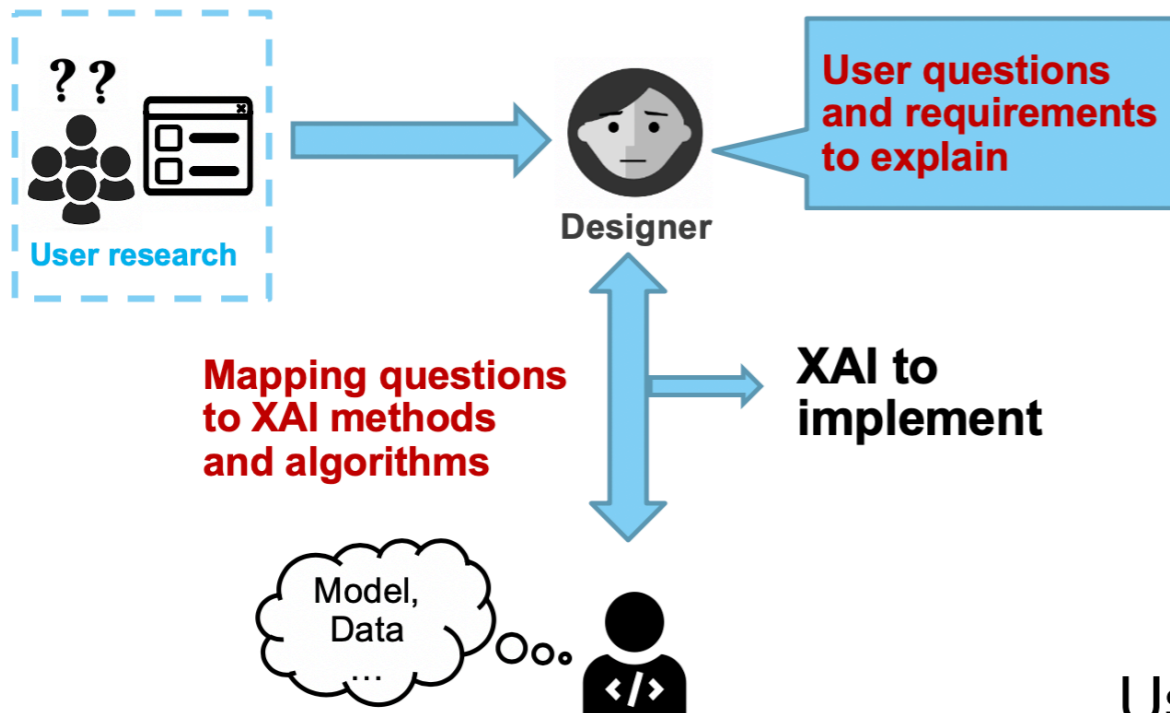 ? ?
User research
Designer
User questions
and requirements
to explain
Mapping questions
to XAI methods
and algorithms
XAI to
implement
Model,
Data
...
</>